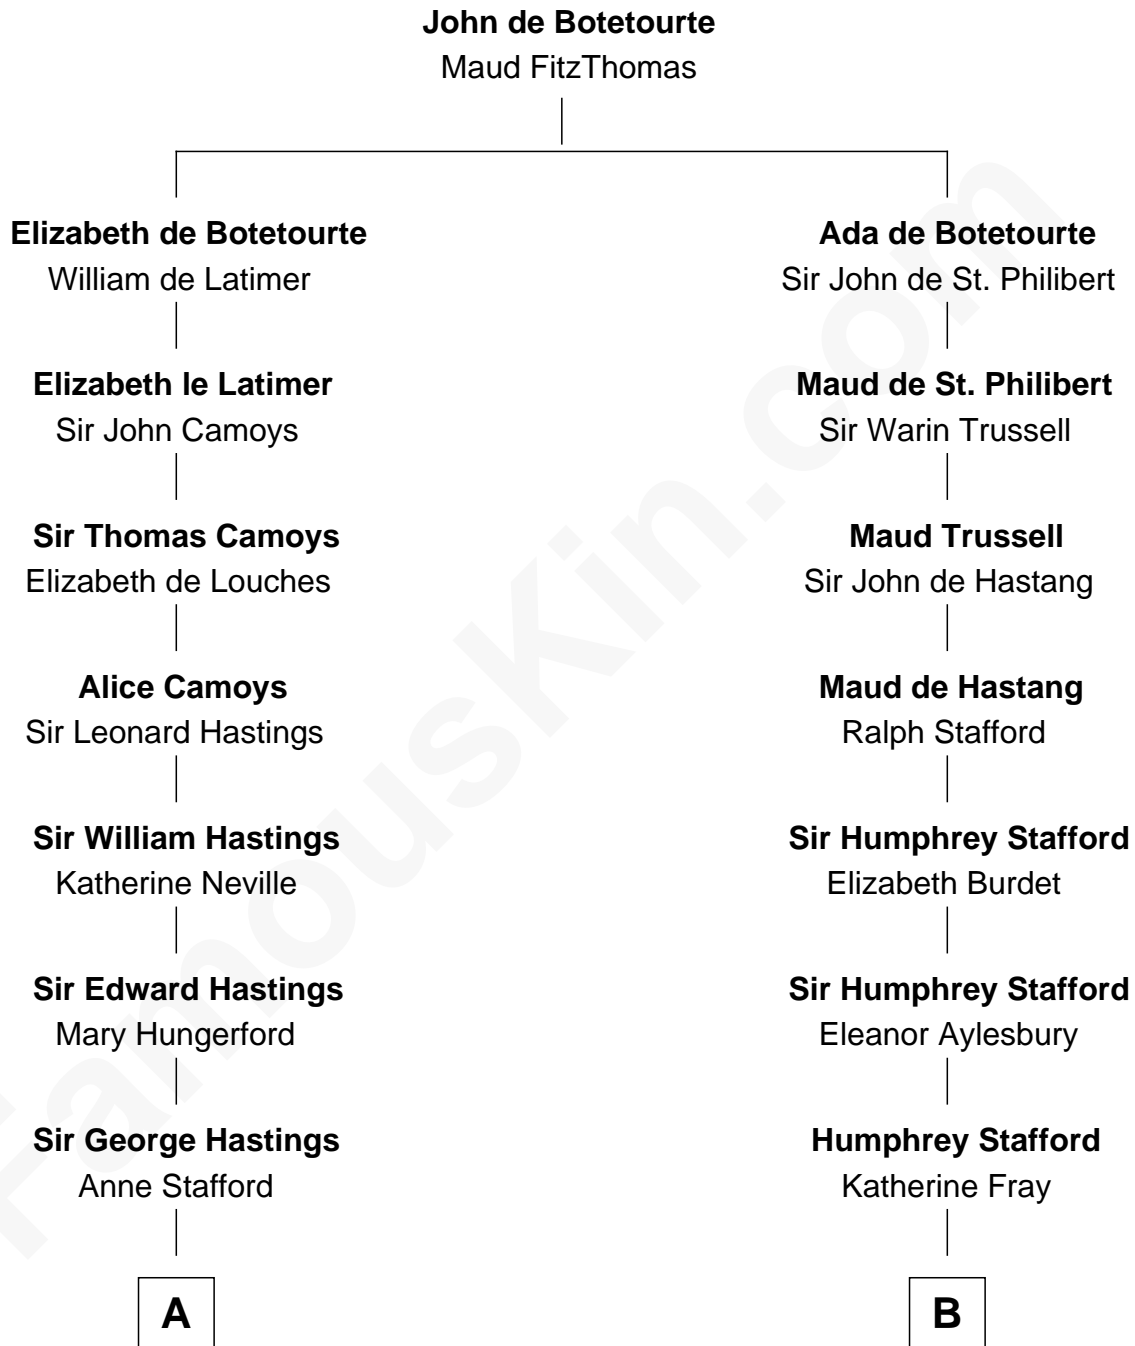 John de Botetourte
Maud FitzThomas
Elizabeth de Botetourte
William de Latimer
Elizabeth le Latimer
Sir John Camoys
Sir Thomas Camoys
Elizabeth de Louches
Alice Camoys
Sir Leonard Hastings
Sir William Hastings
Katherine Neville
Sir Edward Hastings
Mary Hungerford
Sir George Hastings
Anne Stafford
A
Ada de Botetourte
Sir John de St. Philibert
Maud de St. Philibert
Sir Warin Trussell
Maud Trussell
Sir John de Hastang
Maud de Hastang
Ralph Stafford
Sir Humphrey Stafford
Elizabeth Burdet
Sir Humphrey Stafford
Eleanor Aylesbury
Humphrey Stafford
Katherine Fray
B
FamousKin.com